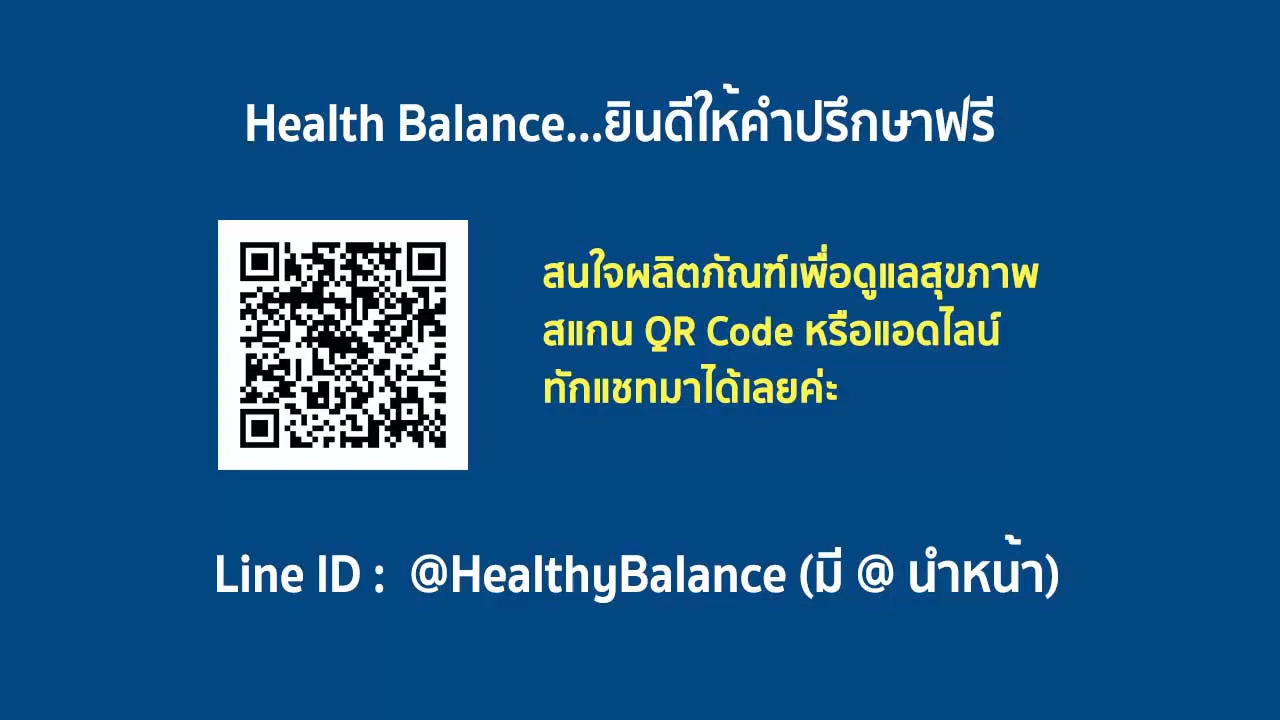 Health Balance...ยินดีให้คำปรึกษาฟรี
สนใจผลิตภัณฑ์เพื่อดูแลสุขภาพ
สแกน QR Code หรือแอดไลน์
ทักแชทมาได้เลยค่ะ
Line ID : @HealthyBalance (มี @ นำหน้า)